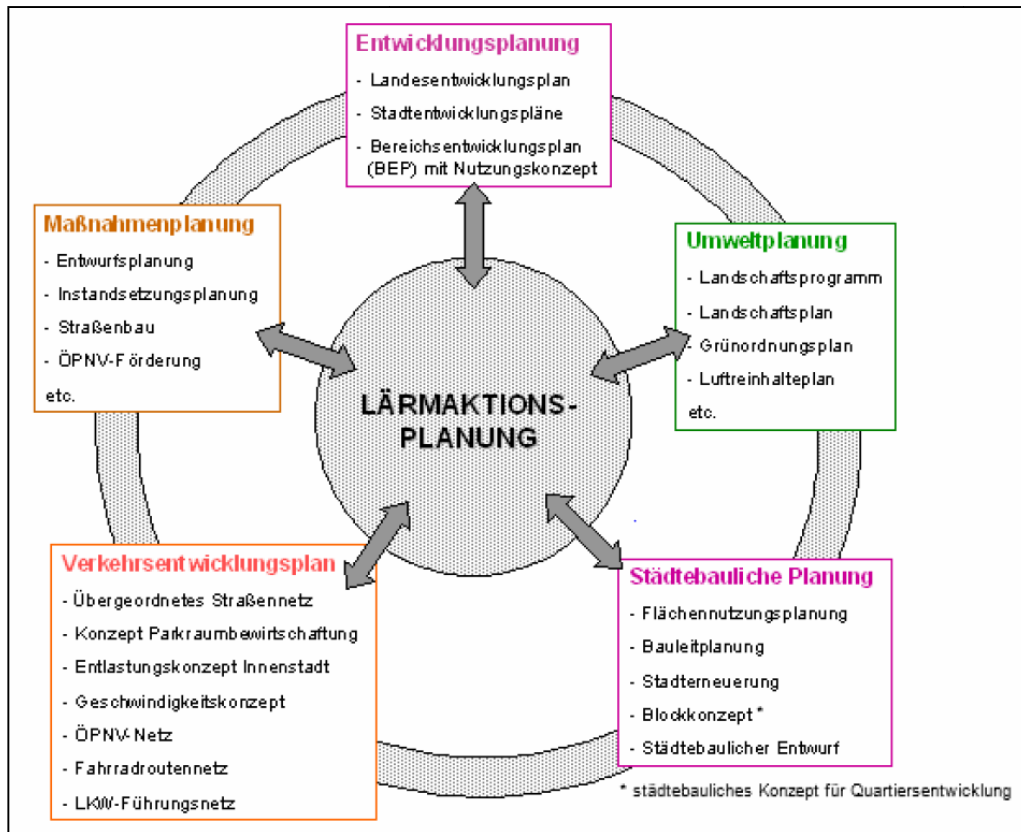 Entwicklungsplanung
- Landesentwicklungsplan
- Stadtentwicklungspläne
- Bereichsentwicklungsplan
(BEP) mit Nutzungskonzept
Maßnahmenplanung
- Entwurfsplanung
- Instandsetzungsplanung
- Straßenbau
- ÖPNV-Förderung
etc.
Umweltplanung
- Landschaftsprogramm
- Landschaftsplan
- Grünordnungsplan
- Luftreinhalteplan
etc.
LÄRMAKTIONS-
PLANUNG
Verkehrsentwicklungsplan
- Übergeordnetes Straßennetz
- Konzept Parkraumbewirtschaftung
- Entlastungskonzept Innenstadt
- Geschwindigkeitskonzept
- ÖPNV-Netz
- Fahrradroutennetz
- LKW-Führungsnetz
Städtebauliche Planung
- Flächennutzungsplanung
- Bauleitplanung
- Stadterneuerung
- Blockkonzept *
- Städtebaulicher Entwurf
* städtebauliches Konzept für Quartiersentwicklung